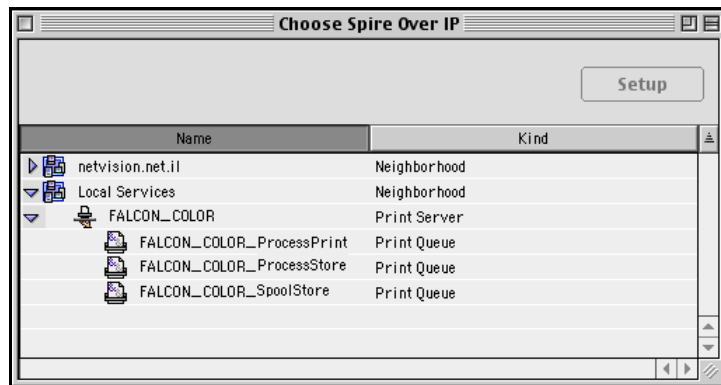 Choose Spire Over IP
Setup
Name Kind
netvision.net.il Neighborhood
Local Services Neighborhood
FALCON_COLOR Print Server
FALCON_COLOR_ProcessPrint Print Queue
FALCON_COLOR_ProcessStore Print Queue
FALCON_COLOR_SpoolStore Print Queue